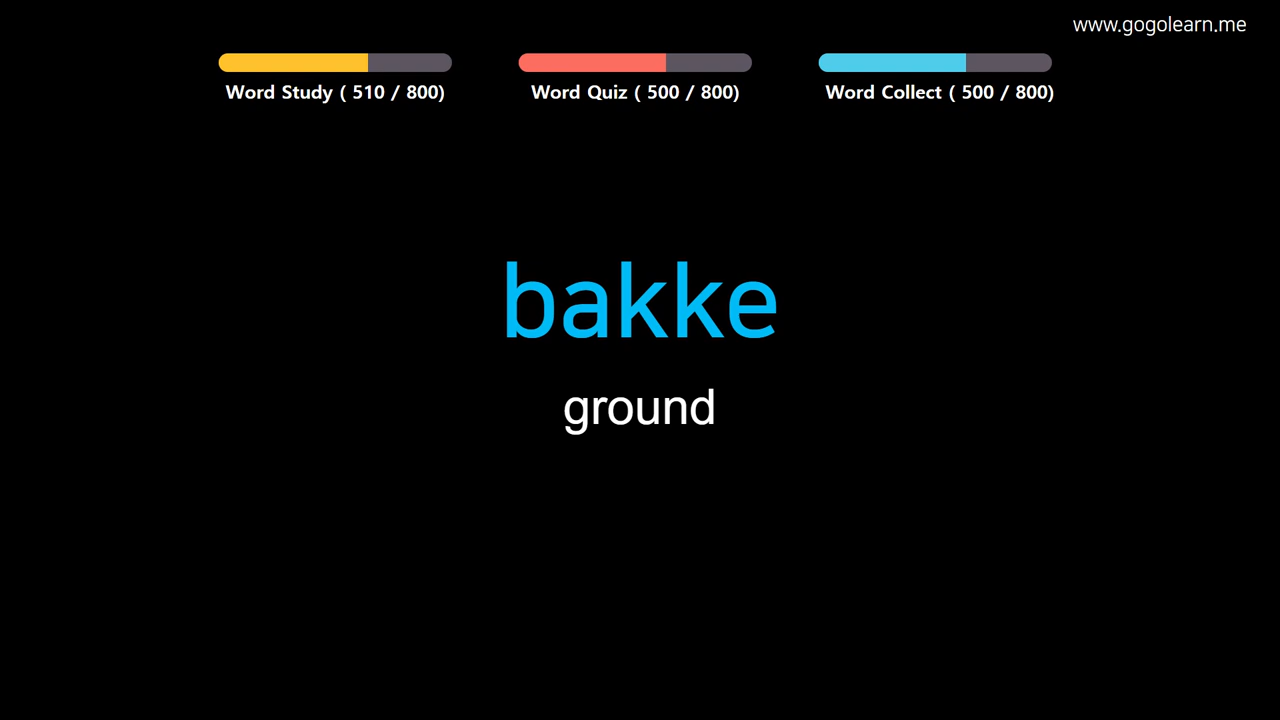 www.gogolearn.me
Word Study ( 510 / 800)
Word Quiz ( 500 / 800)
Word Collect ( 500 / 800)
bakke
ground